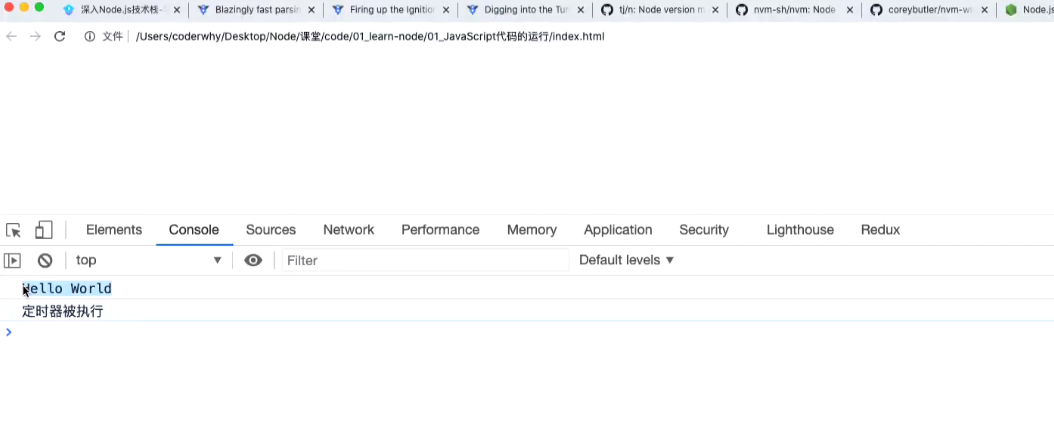 深入Node.js技术栈- Blazingly fast parsin Firing up the Ignition Digging into the Tur tj/n: Node version m nvm-sh/nvm: Node coreybutler/nvm-w Node.js
文件 /Users/coderwhy/Desktop/Node/课堂/code/01_learn-node/01_JavaScript代码的运行/index.html
Elements Console Sources Network Performance Memory Application Security Lighthouse Redux
top Filter Default levels
Hello World
定时器被执行